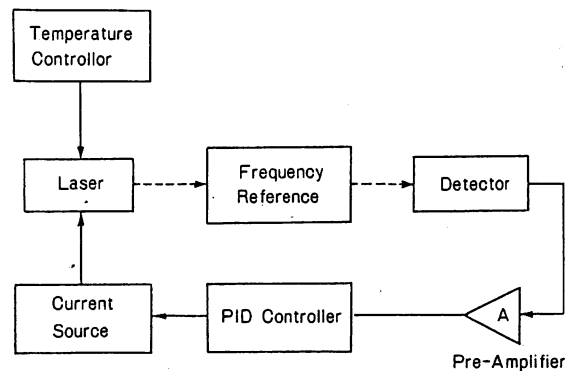 Temperature
Controllor
Laser
Frequency
Reference
Detector
Current
Source
PID Controller
A
Pre-Amplifier